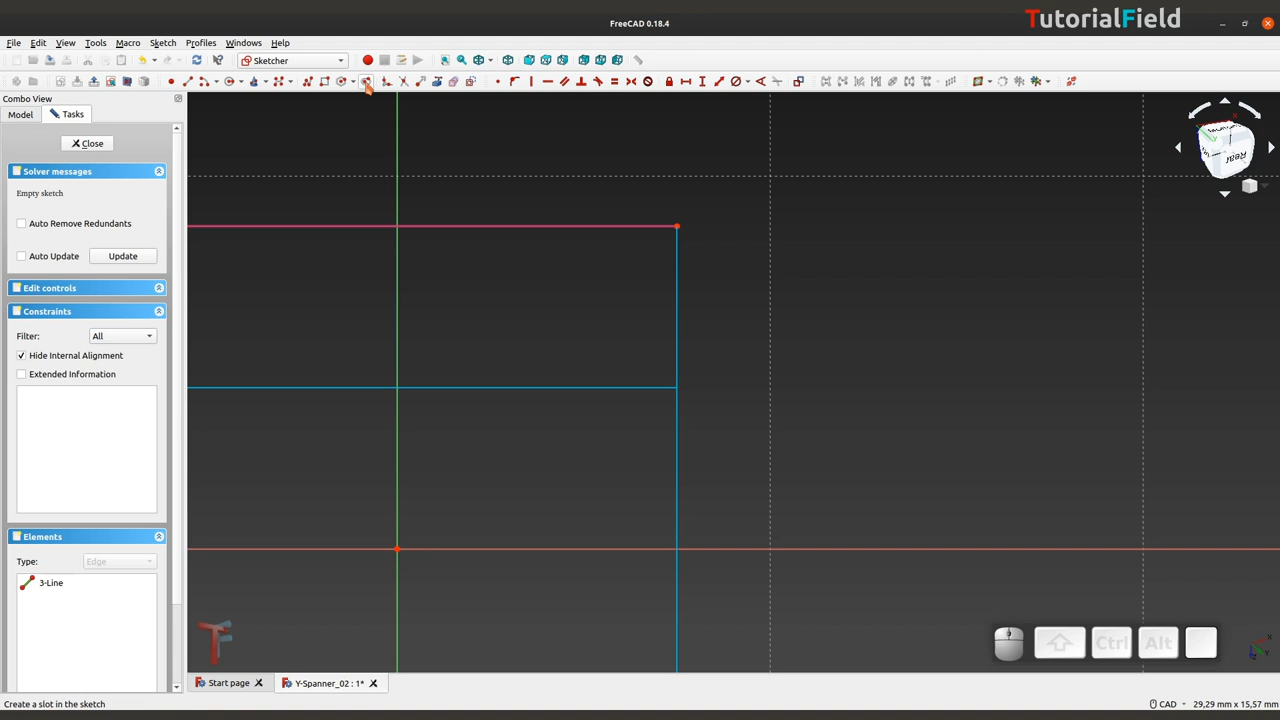 FreeCAD 0.18.4
TutorialField
File Edit View Tools Macro Sketch Profiles Windows Help
Sketcher
Combo View
Model Tasks
Close
Solver messages
Empty sketch
Auto Remove Redundants
Auto Update Update
Edit controls
Constraints
Filter: All
Hide Internal Alignment
Extended Information
Elements
Type: Edge
3-Line
Rear
Ctrl Alt
Start page Y-Spanner_02 : 1*
Create a slot in the sketch
CAD 29,29 mm x 15,57 mm